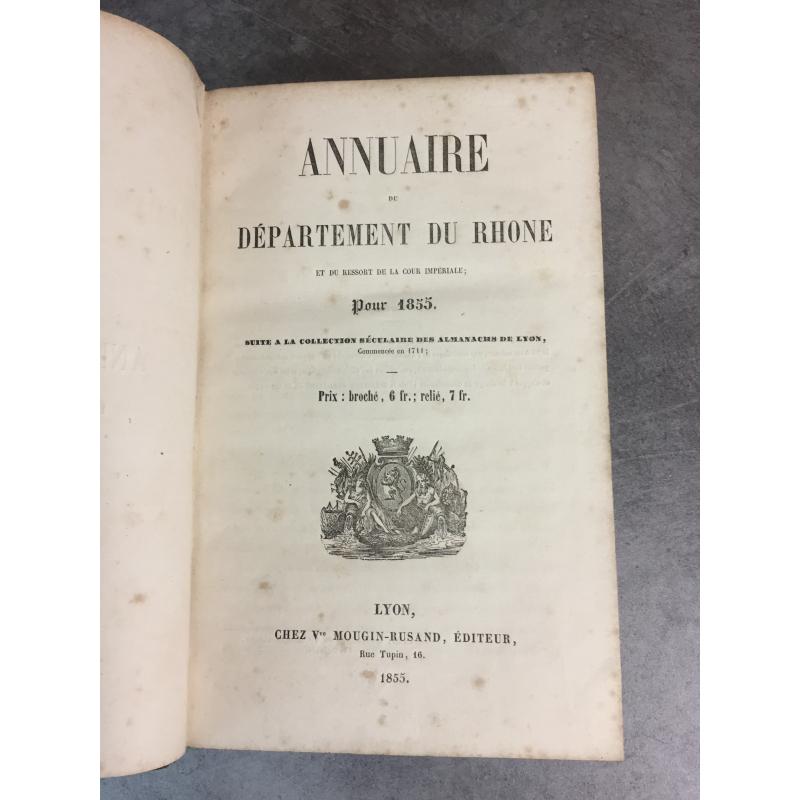 ANNUAIRE
DU
DÉPARTEMENT DU RHONE
ET DU RESSORT DE LA COUR IMPÉRIALE;
Pour 1855.
SUITE A LA COLLECTION SÉCULAIRE DES ALMANACHS DE LYON,
Commencée en 1711;
Prix : broché, 6 fr.; relié, 7 fr.
LYON,
CHEZ Vve MOUGIN-RUSAND, ÉDITEUR,
Rue Tupin, 16.
1855.